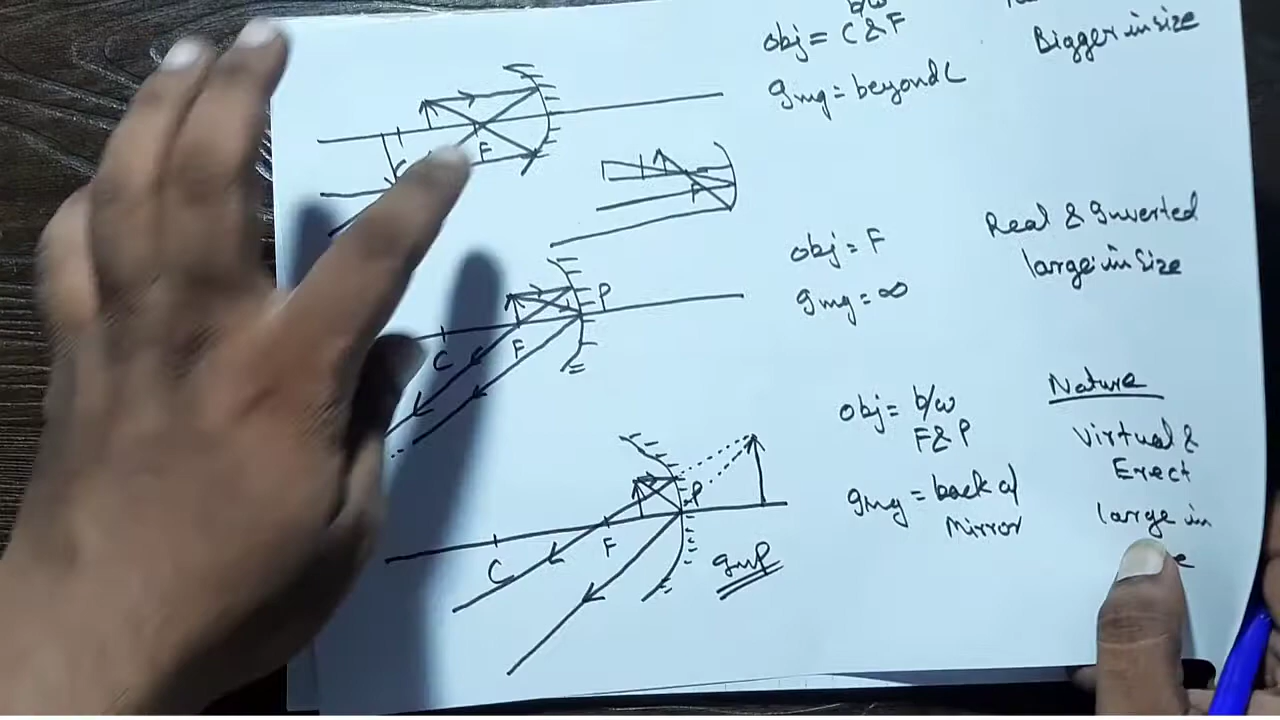 b/w
obj = C & F
Img = beyond C
Bigger in size
C
F
F
obj = F
Img = ∞
Real & Inverted
large in size
P
C
F
obj = b/w
F & P
Img = back of
Mirror
Nature
Virtual &
Erect
large in
P
C
F
Imp